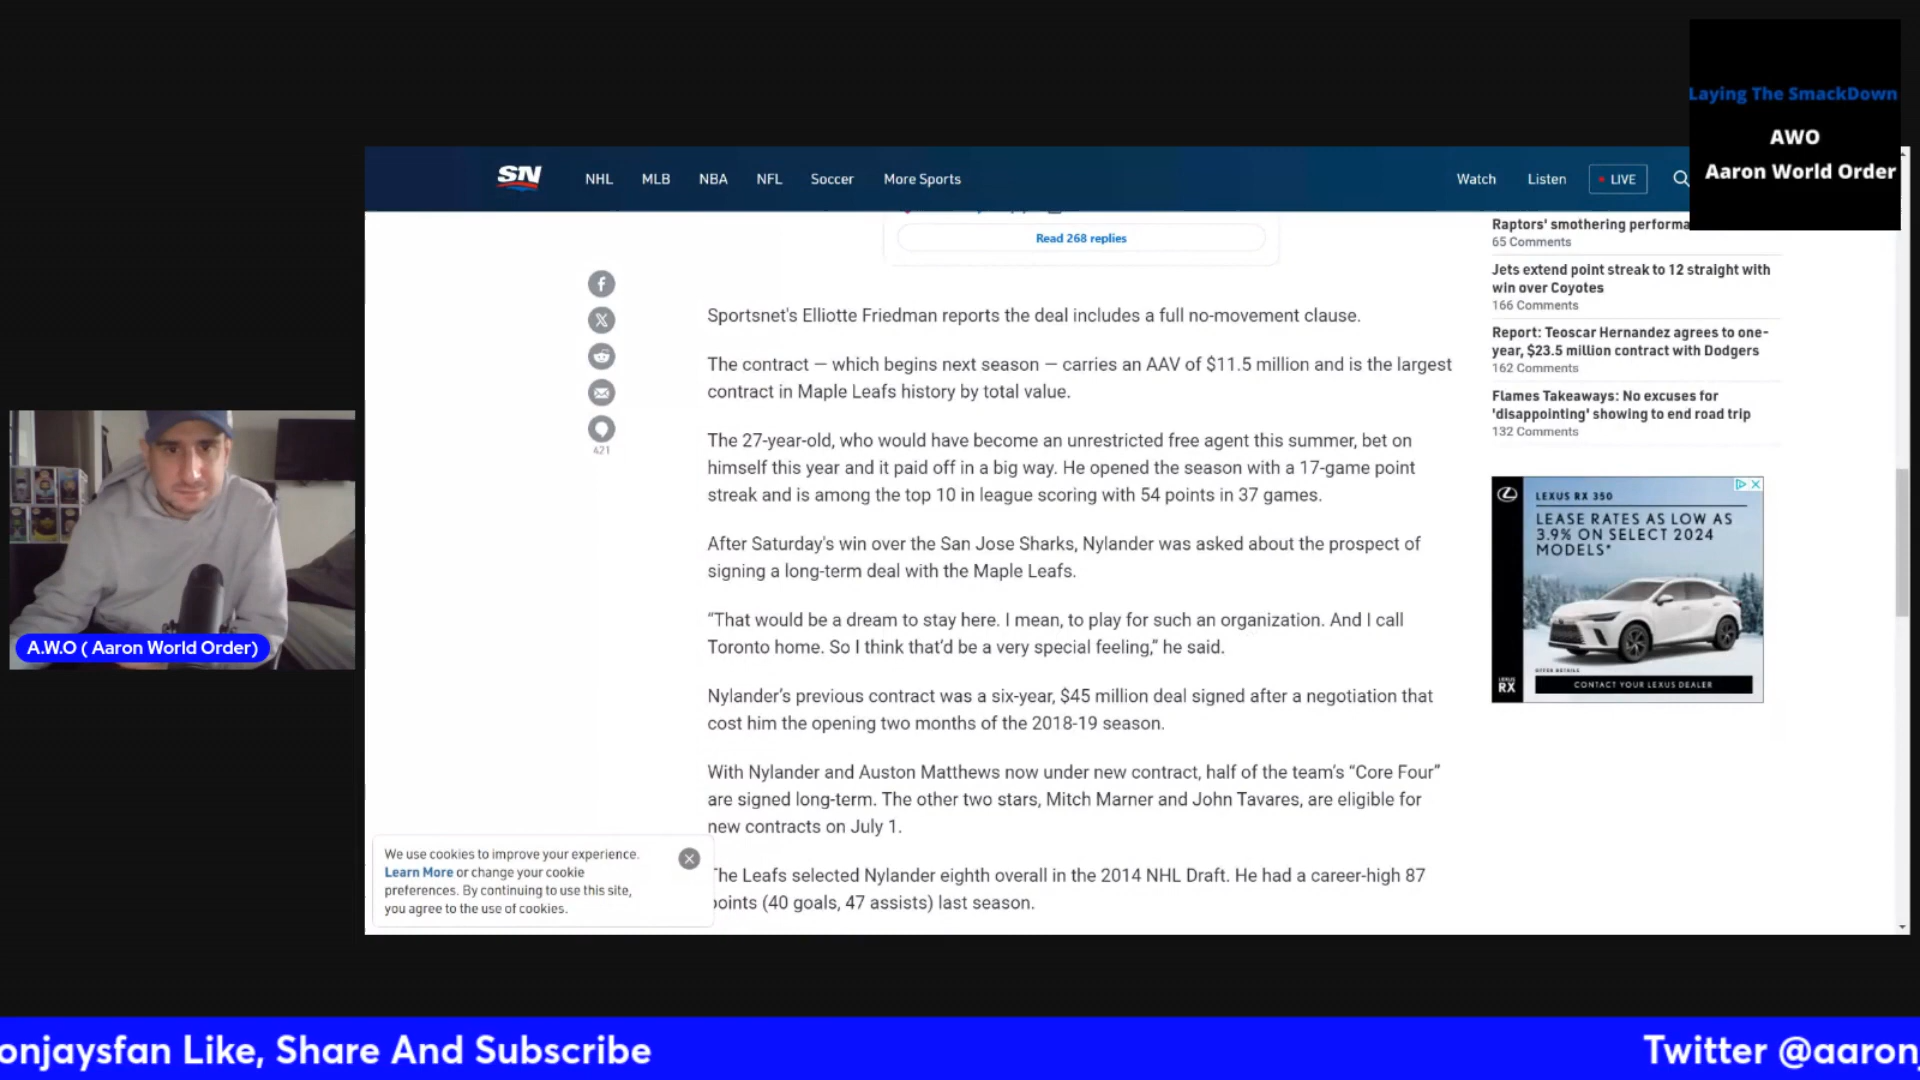 Laying The SmackDown
AWO
Aaron World Order
SN
NHL
MLB
NBA
NFL
Soccer
More Sports
Watch
Listen
LIVE
Read 268 replies
421
Sportsnet's Elliotte Friedman reports the deal includes a full no-movement clause.
The contract — which begins next season — carries an AAV of $11.5 million and is the largest
contract in Maple Leafs history by total value.
The 27-year-old, who would have become an unrestricted free agent this summer, bet on
himself this year and it paid off in a big way. He opened the season with a 17-game point
streak and is among the top 10 in league scoring with 54 points in 37 games.
After Saturday's win over the San Jose Sharks, Nylander was asked about the prospect of
signing a long-term deal with the Maple Leafs.
“That would be a dream to stay here. I mean, to play for such an organization. And I call
Toronto home. So I think that’d be a very special feeling,” he said.
Nylander’s previous contract was a six-year, $45 million deal signed after a negotiation that
cost him the opening two months of the 2018-19 season.
With Nylander and Auston Matthews now under new contract, half of the team’s “Core Four”
are signed long-term. The other two stars, Mitch Marner and John Tavares, are eligible for
new contracts on July 1.
The Leafs selected Nylander eighth overall in the 2014 NHL Draft. He had a career-high 87
points (40 goals, 47 assists) last season.
Raptors' smothering performa
65 Comments
Jets extend point streak to 12 straight with
win over Coyotes
166 Comments
Report: Teoscar Hernandez agrees to one-
year, $23.5 million contract with Dodgers
162 Comments
Flames Takeaways: No excuses for
'disappointing' showing to end road trip
132 Comments
LEXUS RX 350
LEASE RATES AS LOW AS
3.9% ON SELECT 2024
MODELS*
OFFER DETAILS
LEXUS
RX
CONTACT YOUR LEXUS DEALER
We use cookies to improve your experience.
Learn More or change your cookie
preferences. By continuing to use this site,
you agree to the use of cookies.
A.W.O ( Aaron World Order)
onjaysfan Like, Share And Subscribe
Twitter @aaron